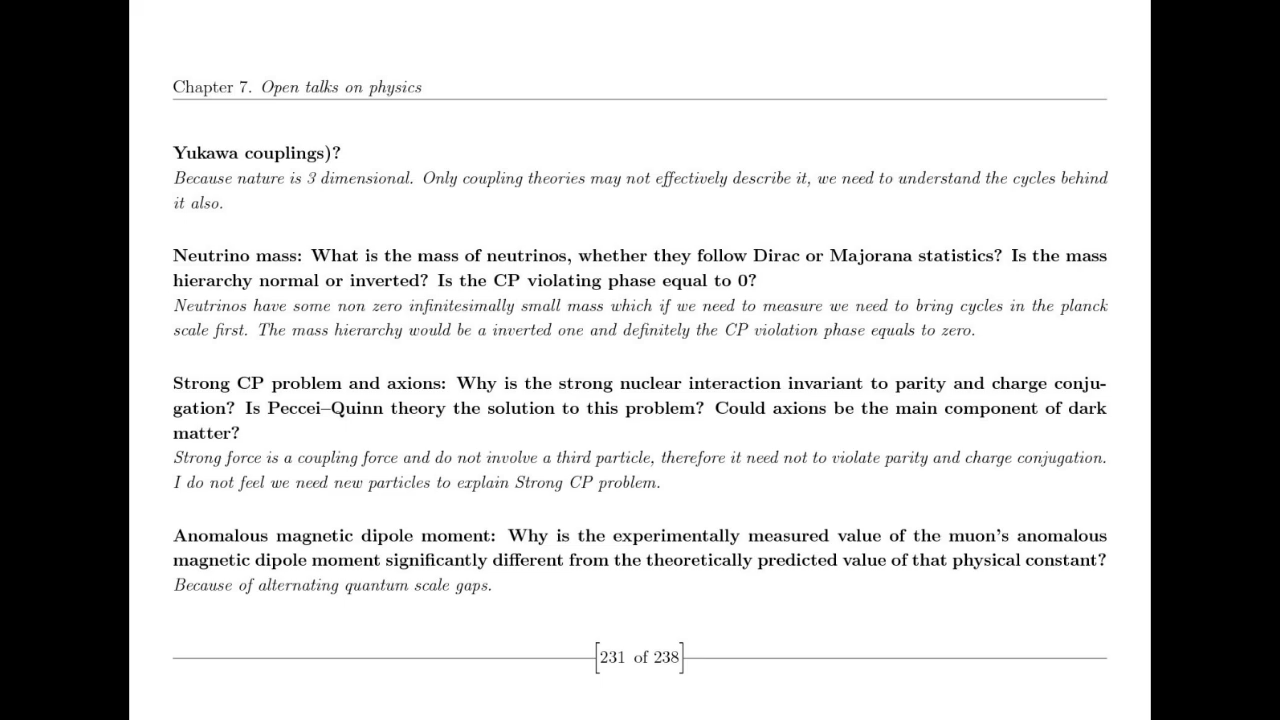 Chapter 7. Open talks on physics
Yukawa couplings)?
Because nature is 3 dimensional. Only coupling theories may not effectively describe it, we need to understand the cycles behind
it also.
Neutrino mass: What is the mass of neutrinos, whether they follow Dirac or Majorana statistics? Is the mass
hierarchy normal or inverted? Is the CP violating phase equal to 0?
Neutrinos have some non zero infinitesimally small mass which if we need to measure we need to bring cycles in the planck
scale first. The mass hierarchy would be a inverted one and definitely the CP violation phase equals to zero.
Strong CP problem and axions: Why is the strong nuclear interaction invariant to parity and charge conju-
gation? Is Peccei–Quinn theory the solution to this problem? Could axions be the main component of dark
matter?
Strong force is a coupling force and do not involve a third particle, therefore it need not to violate parity and charge conjugation.
I do not feel we need new particles to explain Strong CP problem.
Anomalous magnetic dipole moment: Why is the experimentally measured value of the muon's anomalous
magnetic dipole moment significantly different from the theoretically predicted value of that physical constant?
Because of alternating quantum scale gaps.
[231 of 238]